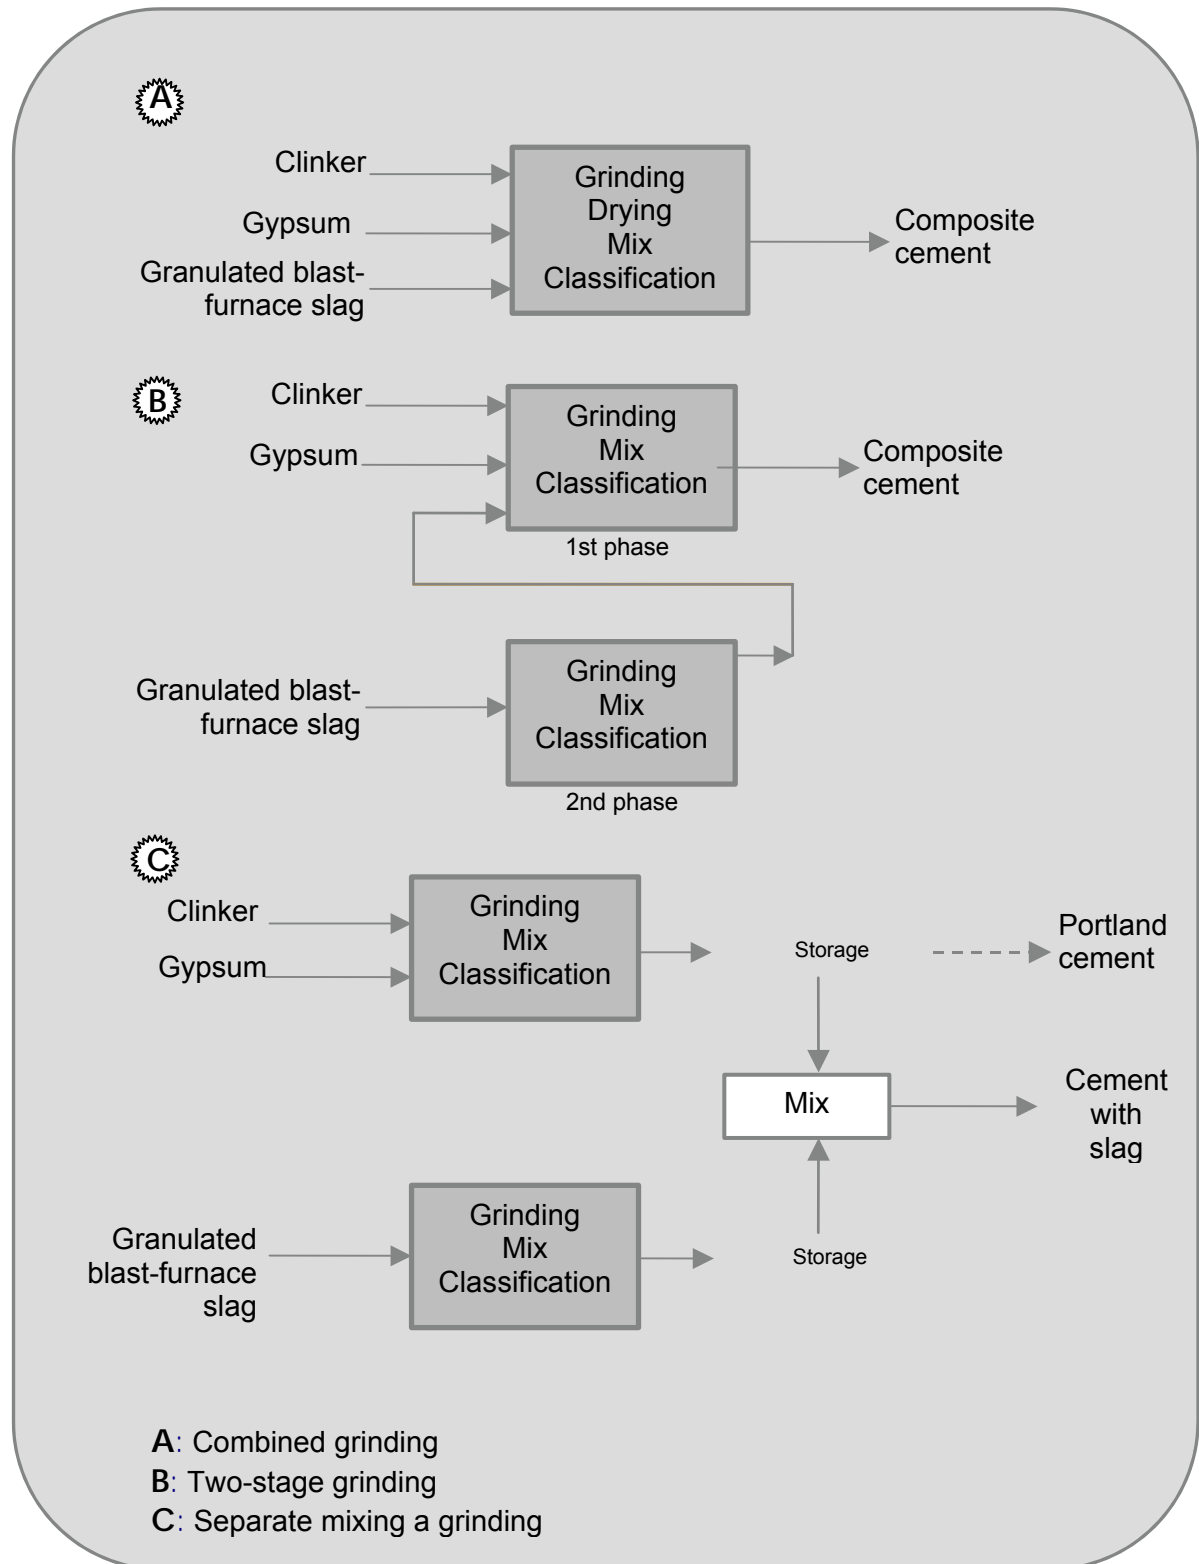 A
Clinker
Gypsum
Granulated blast-
furnace slag
Grinding
Drying
Mix
Classification
Composite
cement
B
Clinker
Gypsum
Grinding
Mix
Classification
1st phase
Composite
cement
Granulated blast-
furnace slag
Grinding
Mix
Classification
2nd phase
C
Clinker
Gypsum
Grinding
Mix
Classification
Storage
Portland
cement
Mix
Cement
with
slag
Granulated
blast-furnace
slag
Grinding
Mix
Classification
Storage
A: Combined grinding
B: Two-stage grinding
C: Separate mixing a grinding